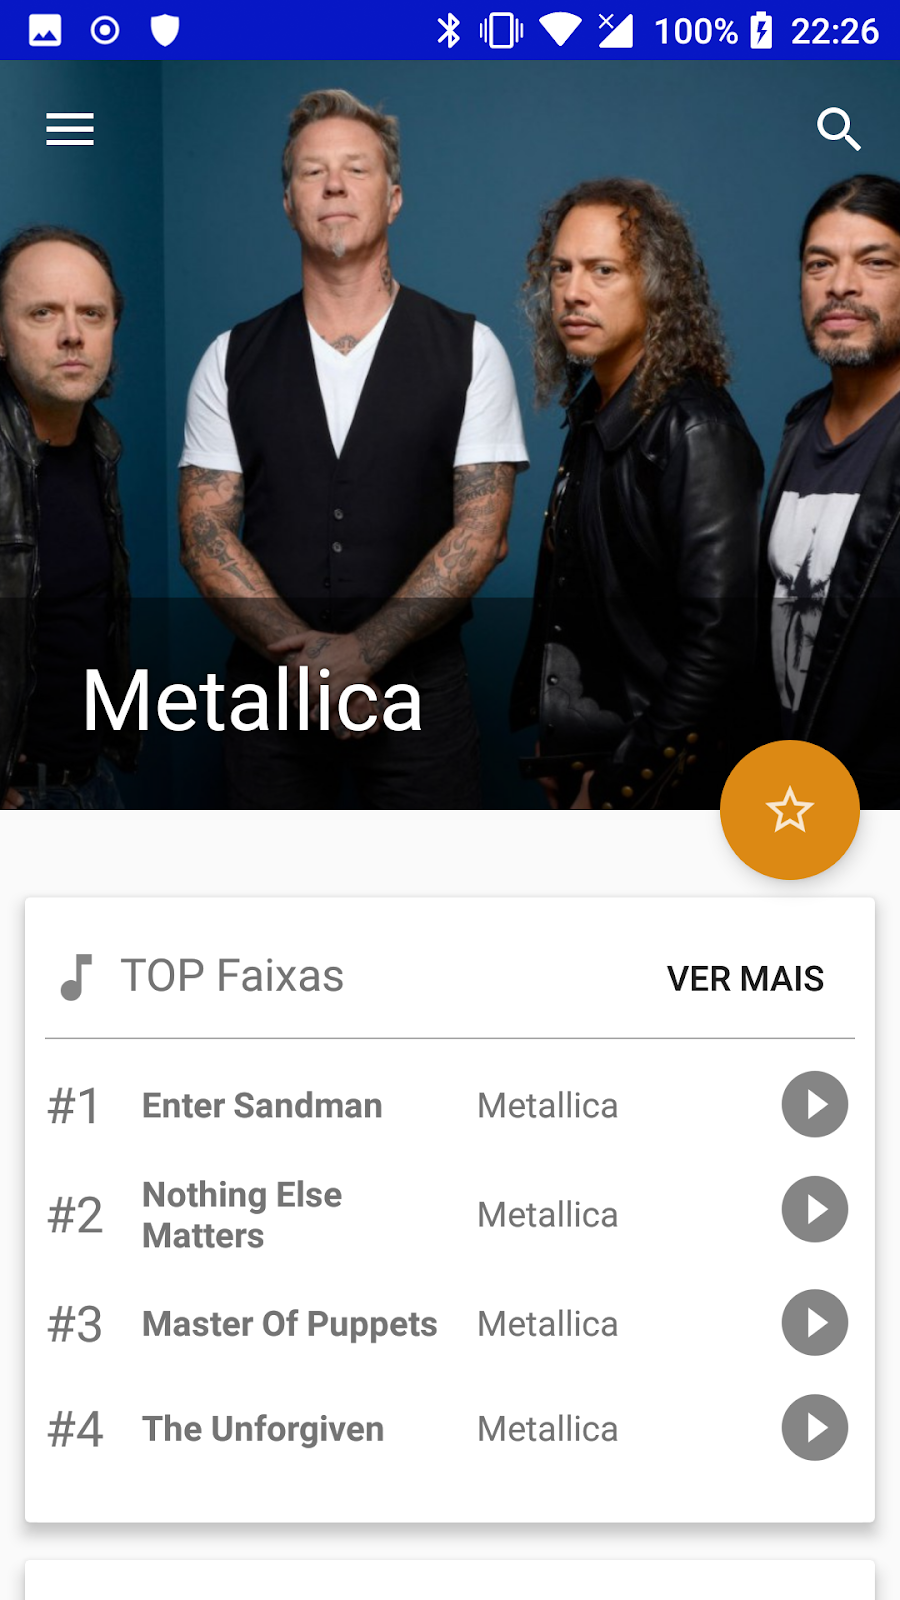 100% 22:26
Metallica
TOP Faixas VER MAIS
#1 Enter Sandman Metallica
#2 Nothing Else
Matters Metallica
#3 Master Of Puppets Metallica
#4 The Unforgiven Metallica